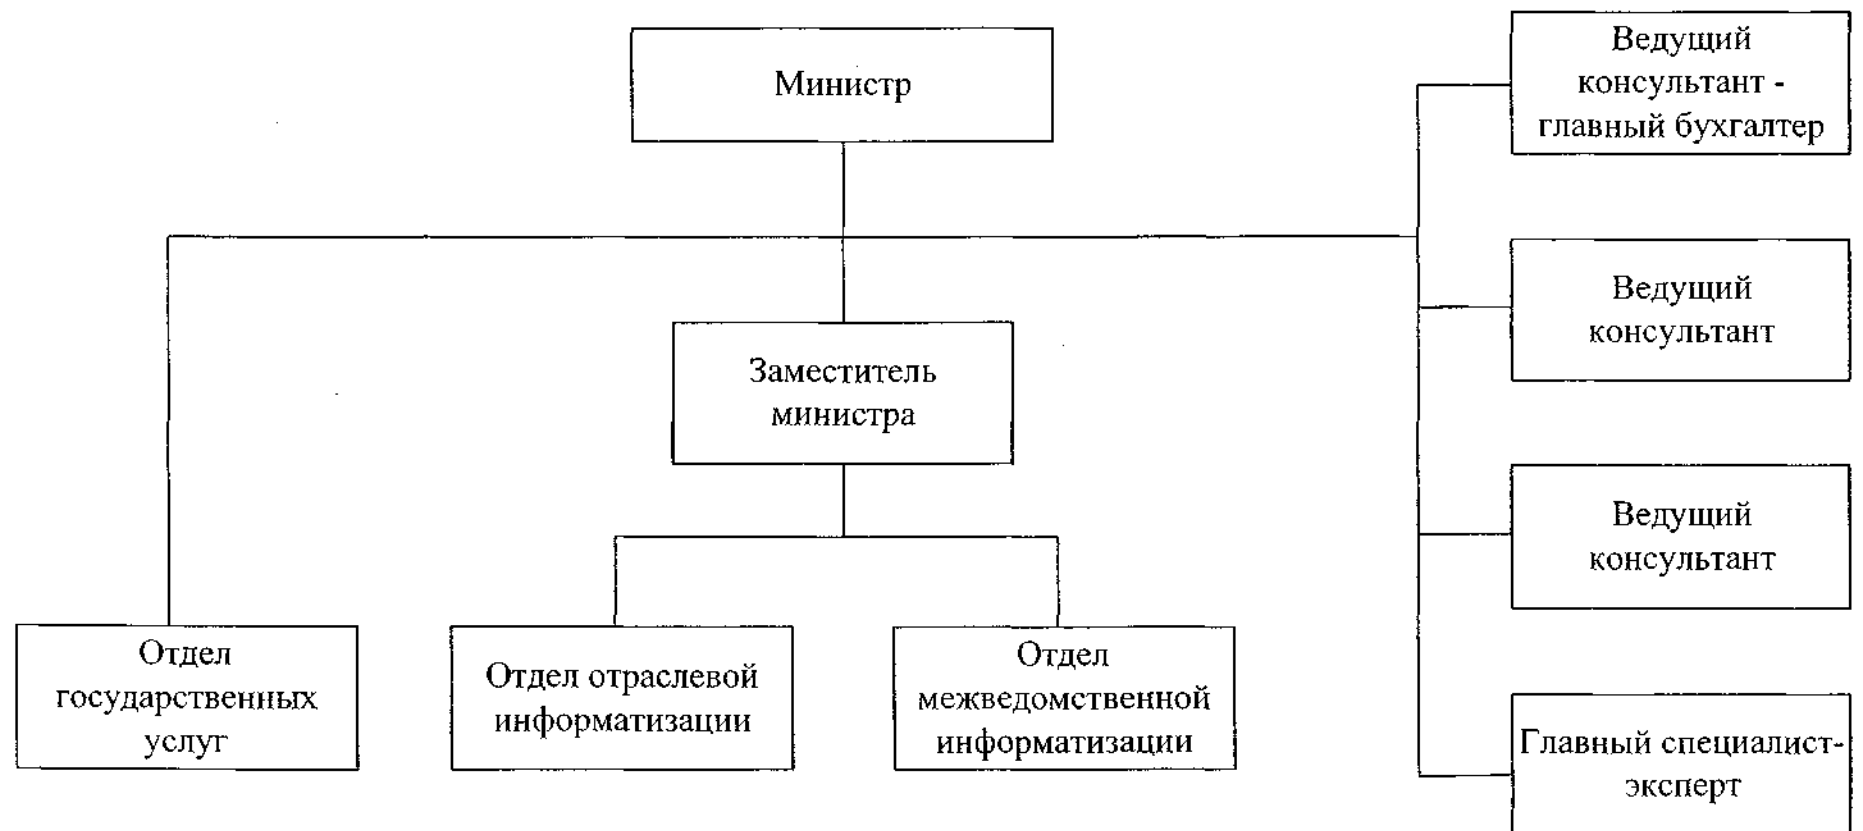 Министр
Ведущий
консультант -
главный бухгалтер
Ведущий
консультант
Заместитель
министра
Ведущий
консультант
Отдел
государственных
услуг
Отдел отраслевой
информатизации
Отдел
межведомственной
информатизации
Главный специалист-
эксперт